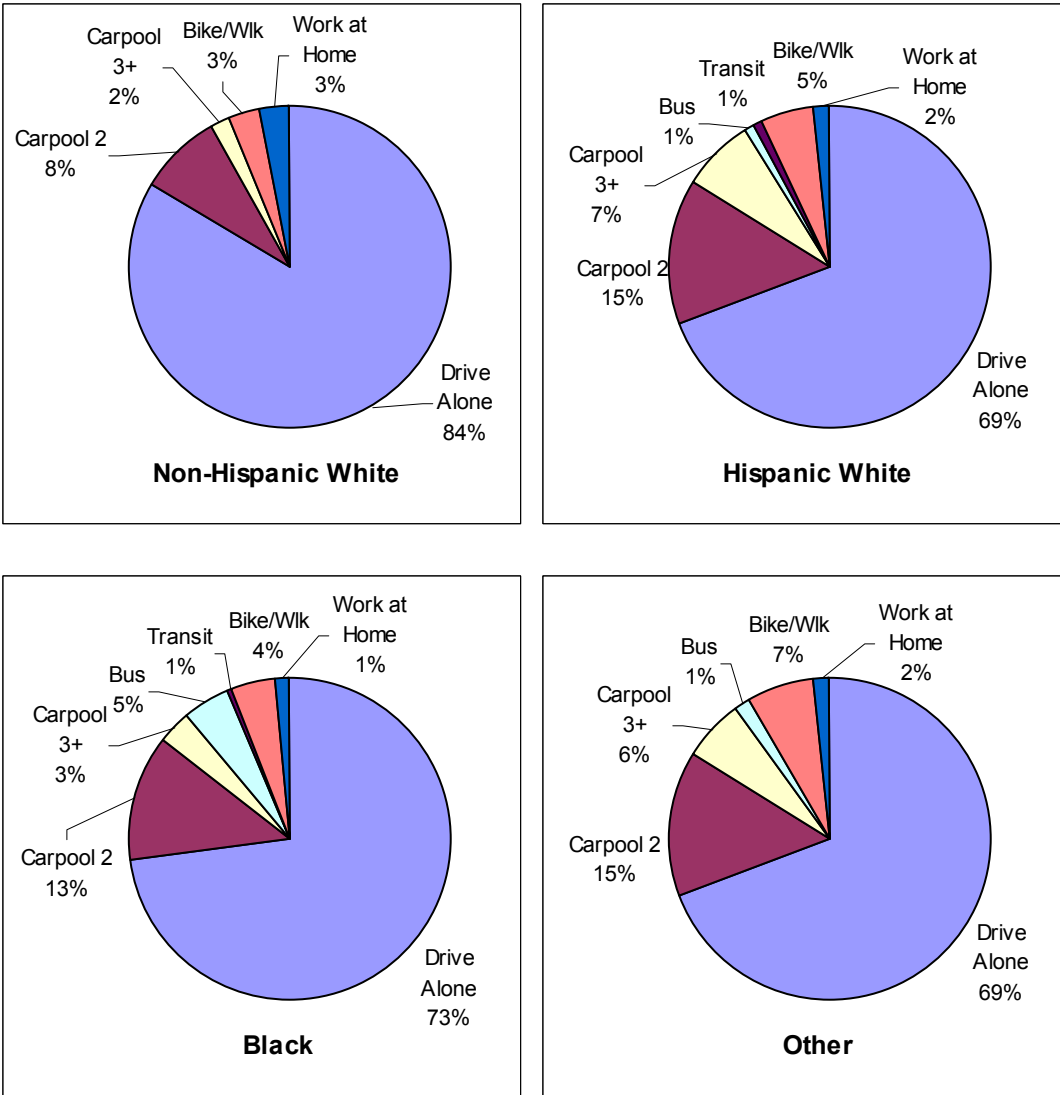 Carpool
3+
2%
Bike/Wlk
3%
Work at
Home
3%
Carpool 2
8%
Drive
Alone
84%
Non-Hispanic White
Transit
1%
Bike/Wlk
5%
Work at
Home
2%
Bus
1%
Carpool
3+
7%
Carpool 2
15%
Drive
Alone
69%
Hispanic White
Transit
1%
Bike/Wlk
4%
Work at
Home
1%
Bus
5%
Carpool
3+
3%
Carpool 2
13%
Drive
Alone
73%
Black
Bus
1%
Bike/Wlk
7%
Work at
Home
2%
Carpool
3+
6%
Carpool 2
15%
Drive
Alone
69%
Other